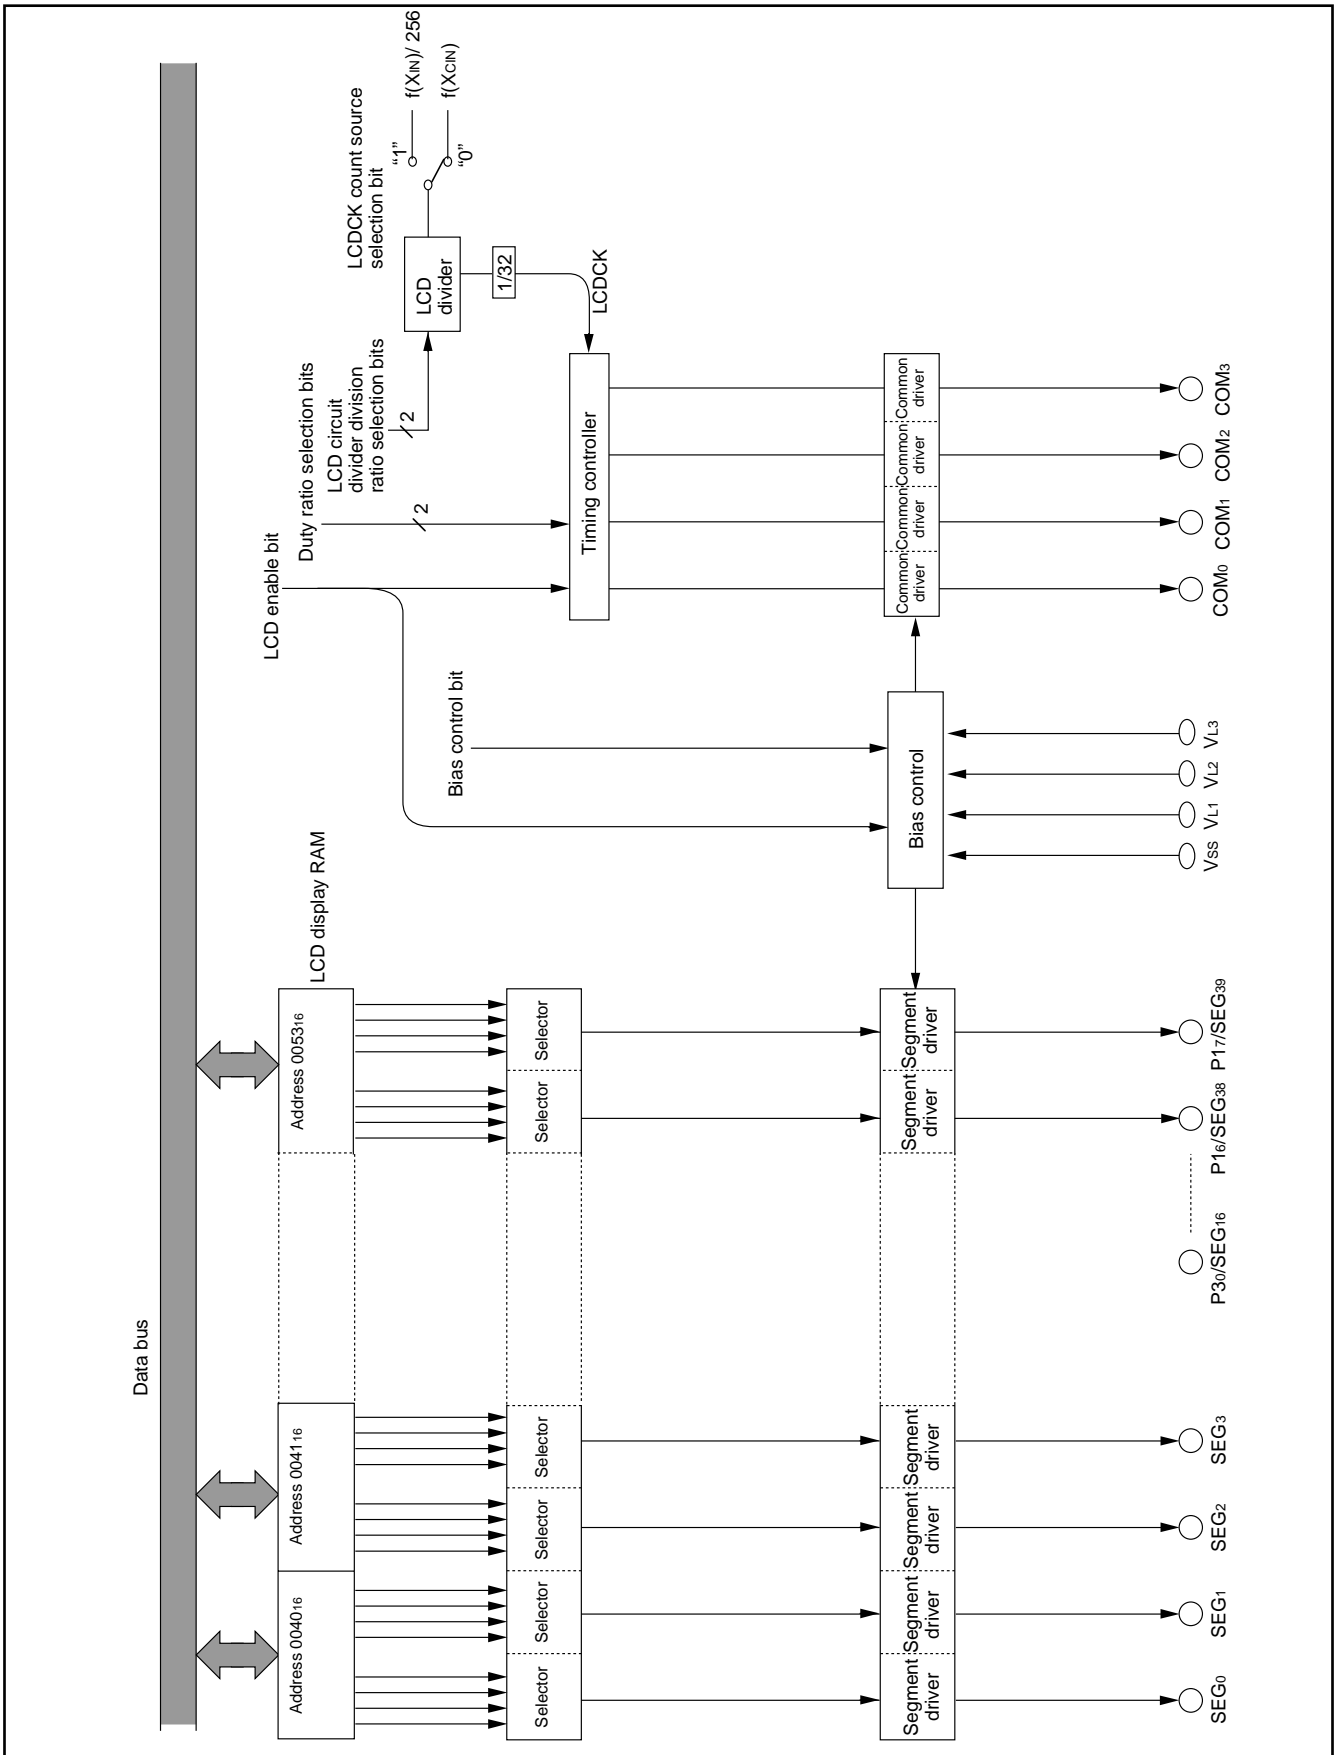 Data bus
LCD enable bit
Duty ratio selection bits
LCD circuit
divider division
ratio selection bits
2
2
LCDCK count source
selection bit
"1"
"0"
f(XIN)/ 256
f(XCIN)
LCD
divider
1/32
LCDCK
Bias control bit
LCD display RAM
Address 004016
Address 004116
Address 005316
Selector
Selector
Selector
Selector
Selector
Selector
Timing controller
Segment
driver
Segment
driver
Segment
driver
Segment
driver
Segment
driver
Segment
driver
Bias control
Common
driver
Common
driver
Common
driver
Common
driver
SEG0
SEG1
SEG2
SEG3
P30/SEG16
P16/SEG38
P17/SEG39
VSS
VL1
VL2
VL3
COM0
COM1
COM2
COM3